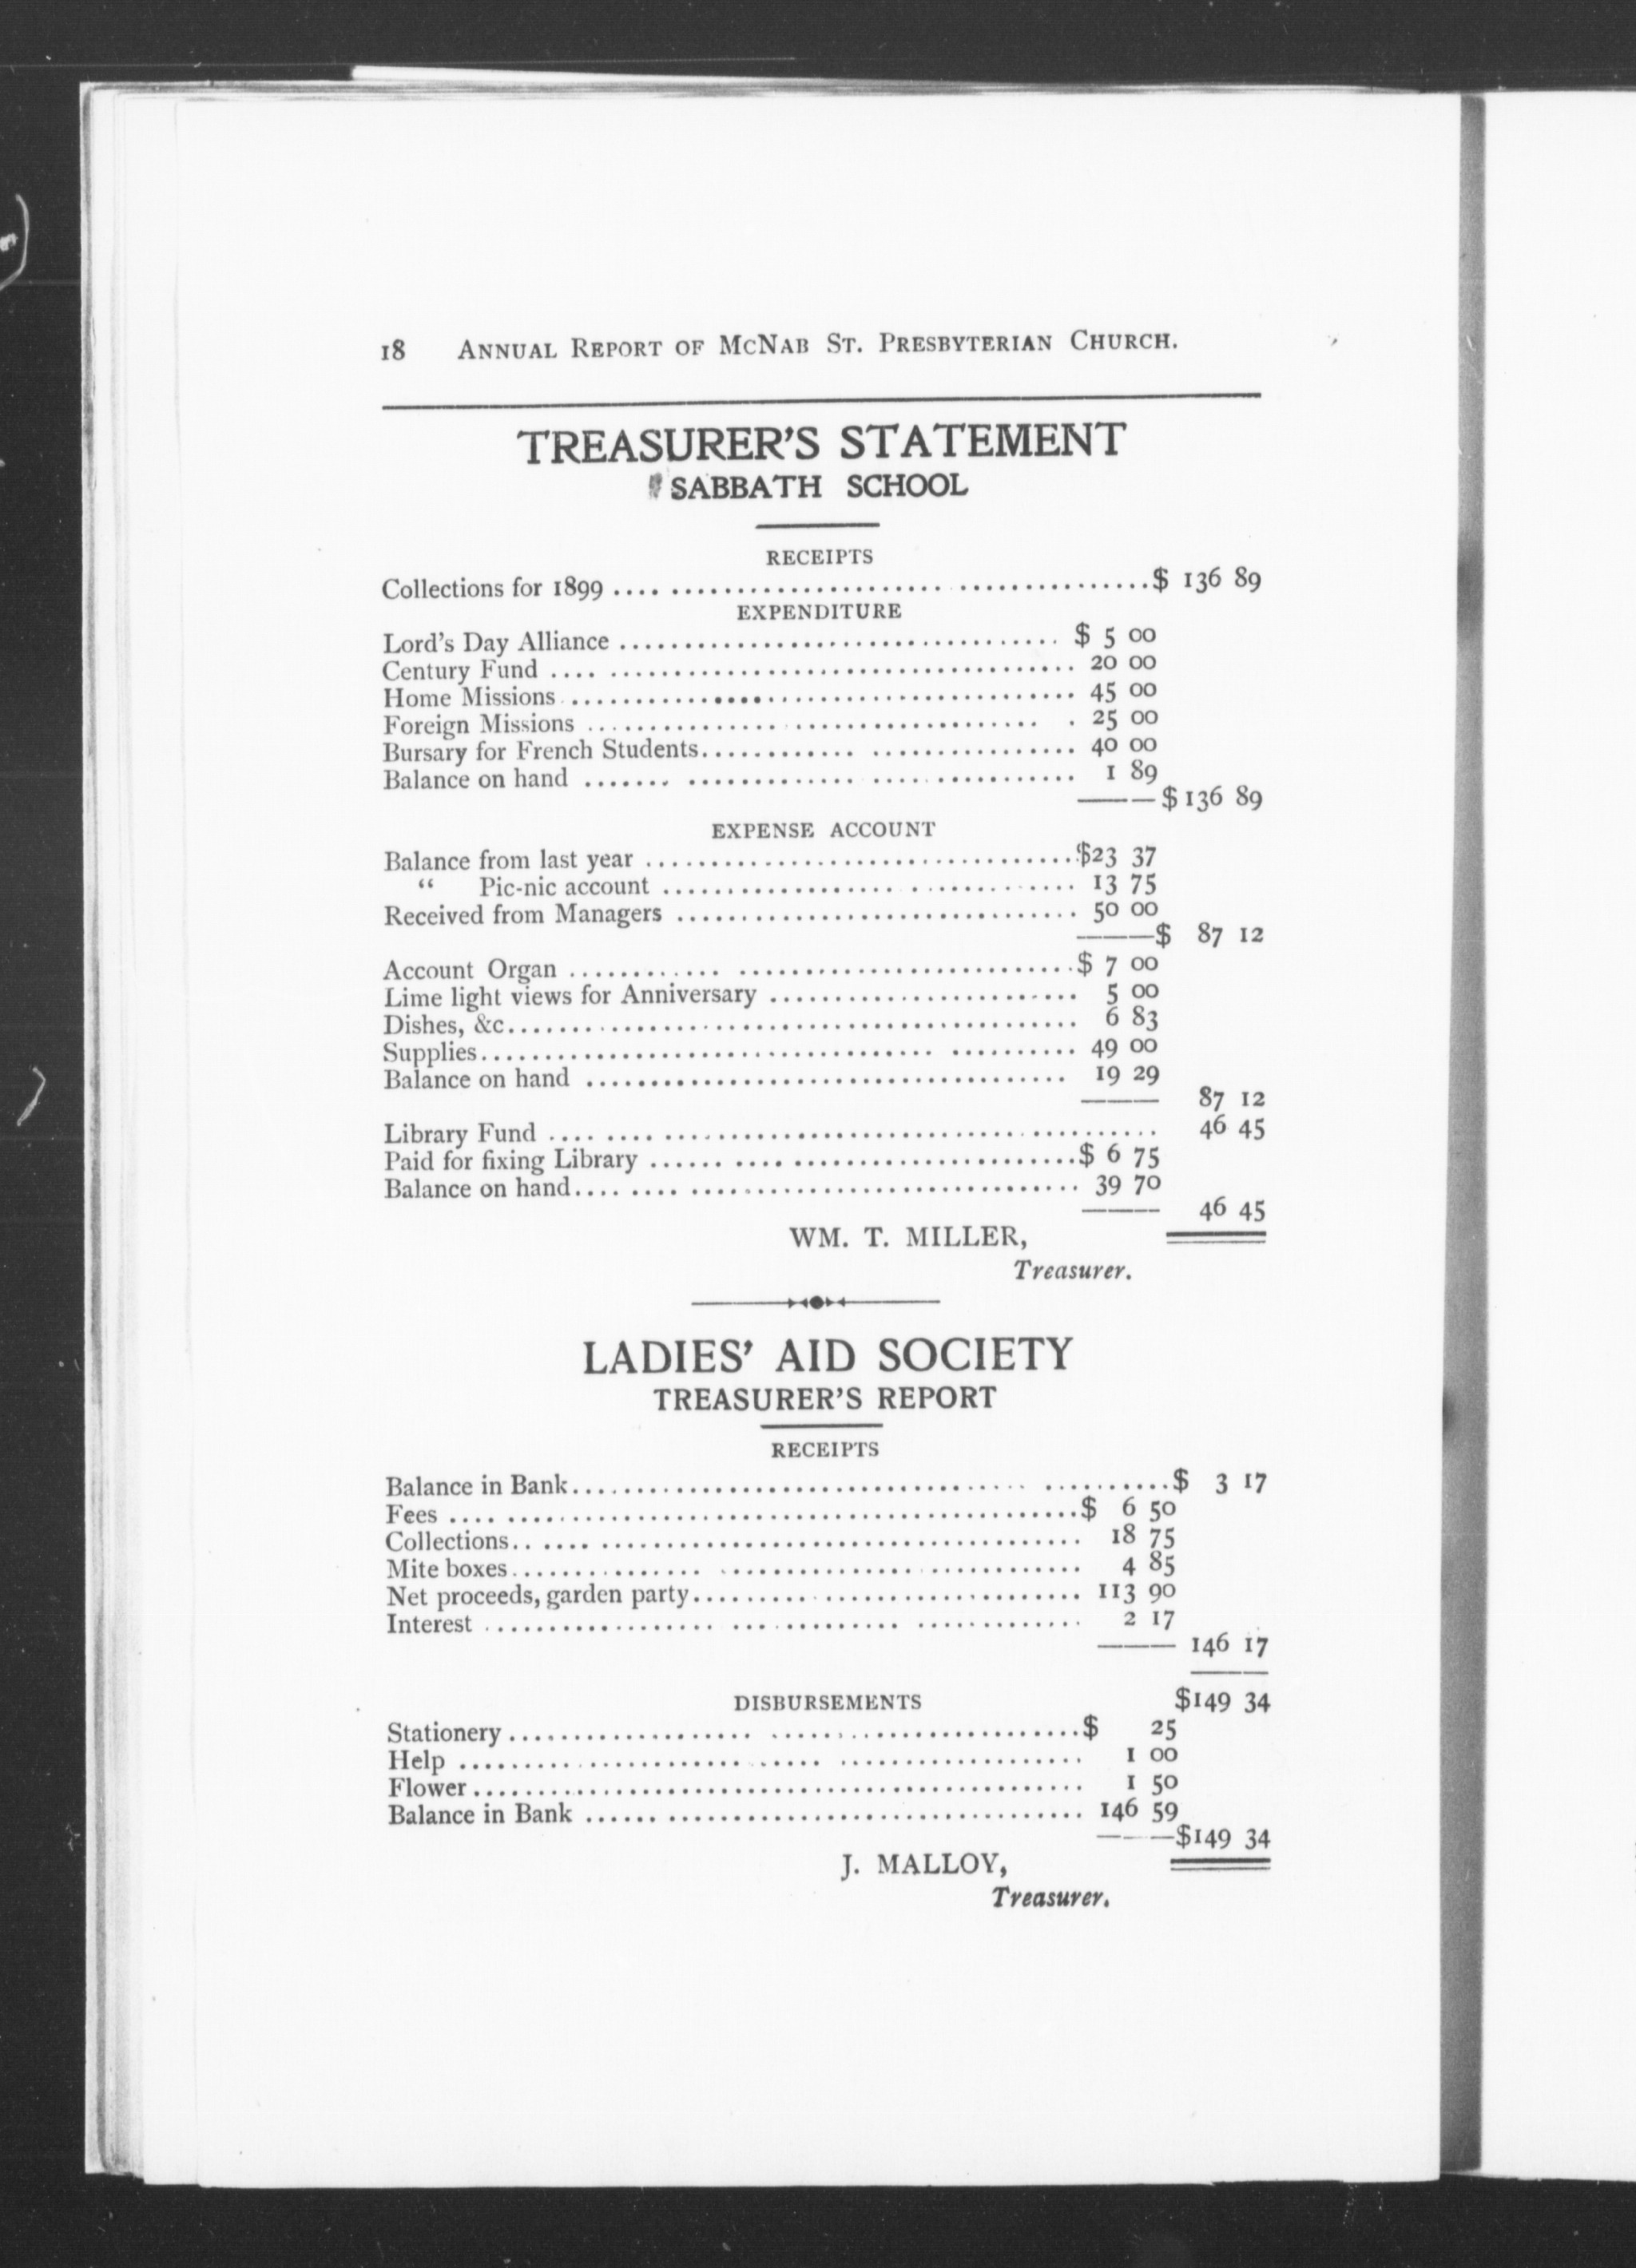 18 ANNUAL REPORT OF MCNAB ST. PRESBYTERIAN CHURCH.
TREASURER'S STATEMENT
SABBATH SCHOOL
RECEIPTS
Collections for 1899 .... ................................ $ 136 89
EXPENDITURE
Lord's Day Alliance ................................ $ 5 00
Century Fund .... ................................ 20 00
Home Missions ................................ 45 00
Foreign Missions ................................ 25 00
Bursary for French Students................................ 40 00
Balance on hand ................................ 1 89
——— $ 136 89
EXPENSE ACCOUNT
Balance from last year ................................ $23 37
“ Pic-nic account ................................ 13 75
Received from Managers ................................ 50 00
———$ 87 12
Account Organ ................................ $ 7 00
Lime light views for Anniversary ........................ 5 00
Dishes, &c................................ 6 83
Supplies................................ 49 00
Balance on hand ................................ 19 29
——— 87 12
Library Fund .... .... ................................ 46 45
Paid for fixing Library ...... .... ........................ $ 6 75
Balance on hand.... .... ................................ 39 70
——— 46 45
WM. T. MILLER,
Treasurer.
LADIES' AID SOCIETY
TREASURER'S REPORT
RECEIPTS
Balance in Bank................................ $ 3 17
Fees .... ................................ $ 6 50
Collections.. .... ................................ 18 75
Mite boxes................................ 4 85
Net proceeds, garden party................................ 113 90
Interest ................................ 2 17
——— 146 17
$149 34
DISBURSEMENTS
Stationery ................................ $ 25
Help ................................ 1 00
Flower ................................ 1 50
Balance in Bank ...... ................................ 146 59
———$149 34
J. MALLOY,
Treasurer.